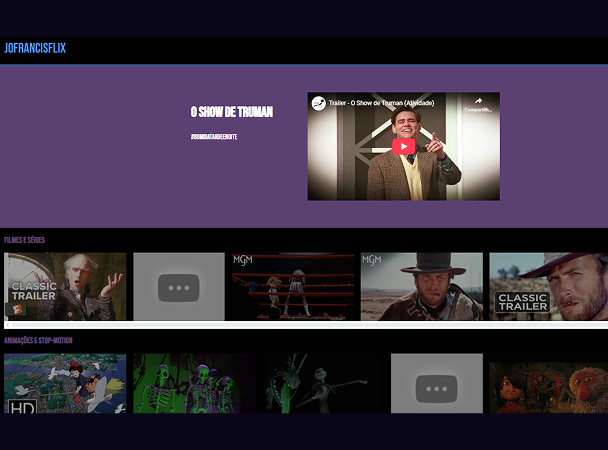 JOFRANCISFLIX
O SHOW DE TRUMAN
#BOMDIATARDEENOITE
Trailer - O Show de Truman (Atividade)
Compartilh...
FILMES E SÉRIES
CLASSIC
TRAILER
MGM
MGM
CLASSIC
TRAILER
ANIMAÇÕES E STOP-MOTION
HD